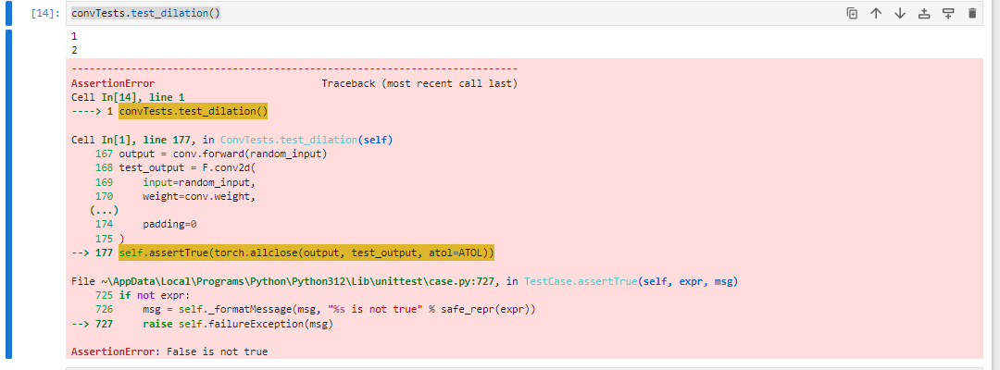 [14]: convTests.test_dilation()
1
2
---------------------------------------------------------------------------
AssertionError                            Traceback (most recent call last)
Cell In[14], line 1
----> 1 convTests.test_dilation()
Cell In[1], line 177, in ConvTests.test_dilation(self)
    167 output = conv.forward(random_input)
    168 test_output = F.conv2d(
    169     input=random_input,
    170     weight=conv.weight,
   (...)
    174     padding=0
    175 )
--> 177 self.assertTrue(torch.allclose(output, test_output, atol=ATOL))
File ~\AppData\Local\Programs\Python\Python312\Lib\unittest\case.py:727, in TestCase.assertTrue(self, expr, msg)
    725 if not expr:
    726     msg = self._formatMessage(msg, "%s is not true" % safe_repr(expr))
--> 727     raise self.failureException(msg)
AssertionError: False is not true